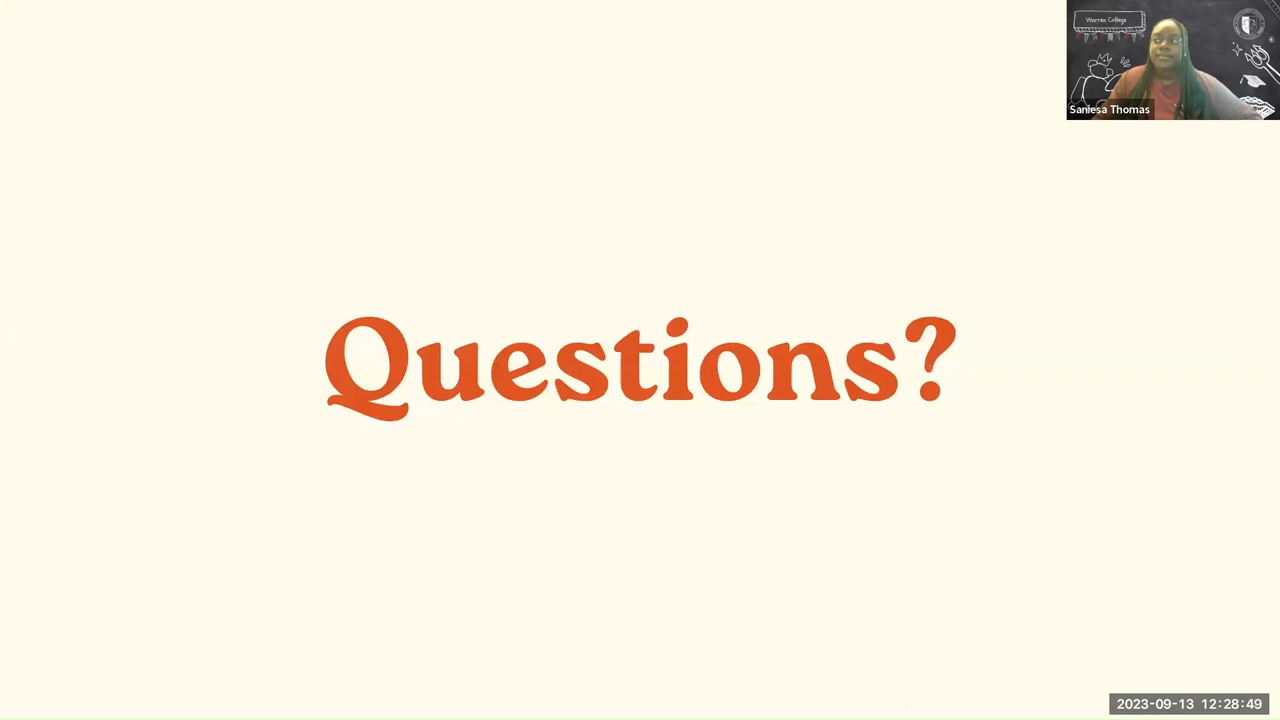 Warren College
Saniesa Thomas
Questions?
2023-09-13 12:28:49